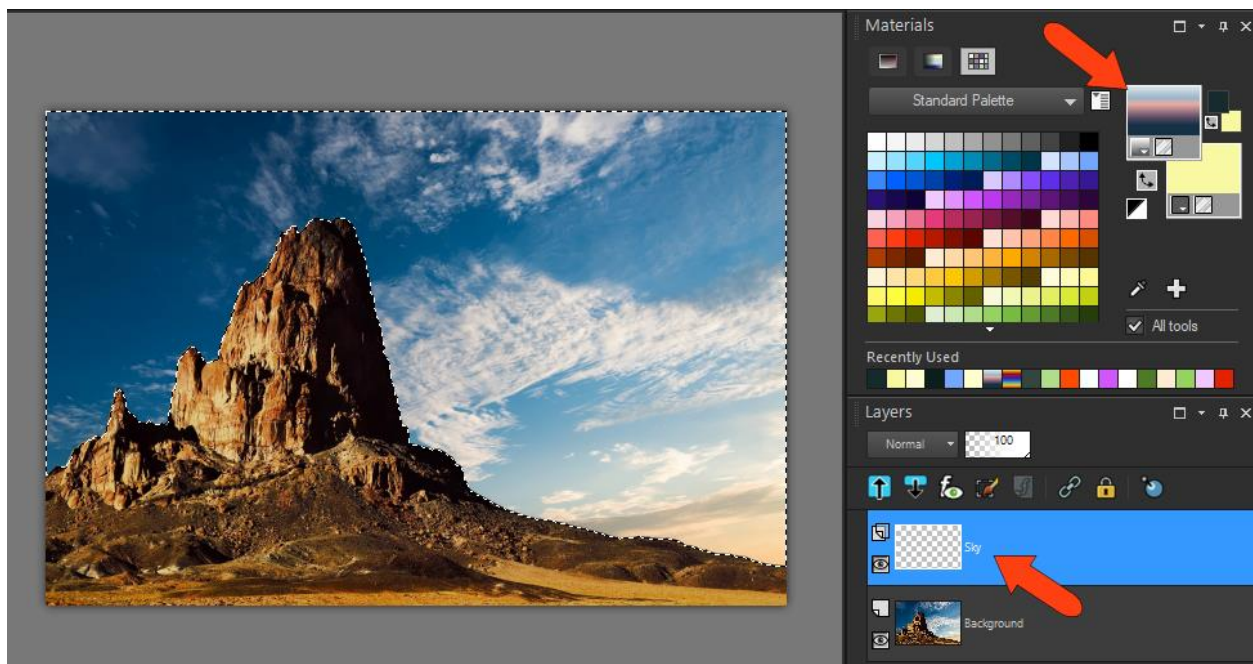 Materials
Standard Palette
All tools
Recently Used
Layers
Normal
100
Sky
Background